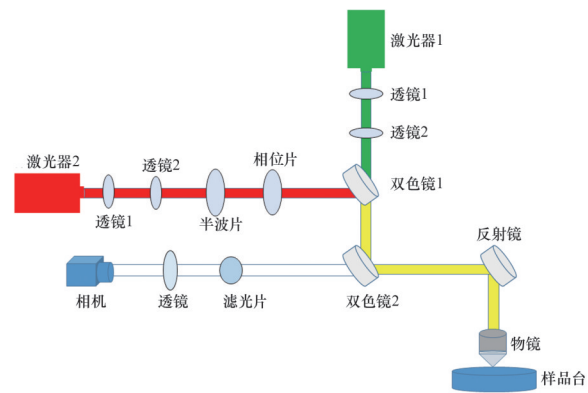 激光器1
透镜1
透镜2
双色镜1
激光器2
透镜1
透镜2
半波片
相位片
反射镜
相机
透镜
滤光片
双色镜2
物镜
样品台